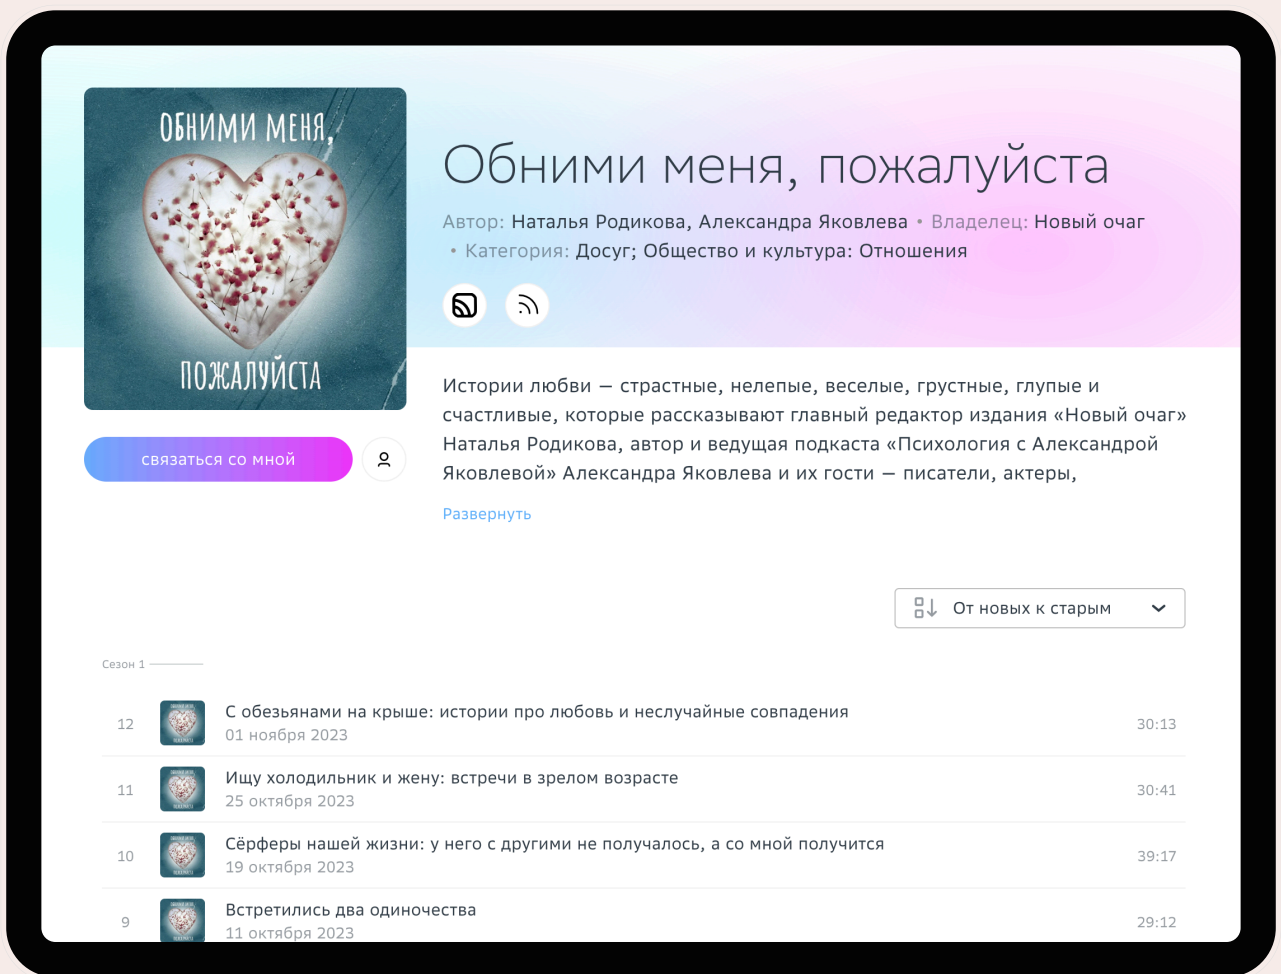 ОБНИМИ МЕНЯ,
ПОЖАЛУЙСТА
Обними меня, пожалуйста
Автор: Наталья Родикова, Александра Яковлева • Владелец: Новый очаг
• Категория: Досуг; Общество и культура: Отношения
связаться со мной
Истории любви — страстные, нелепые, веселые, грустные, глупые и
счастливые, которые рассказывают главный редактор издания «Новый очаг»
Наталья Родикова, автор и ведущая подкаста «Психология с Александрой
Яковлевой» Александра Яковлева и их гости — писатели, актеры,
Развернуть
От новых к старым
Сезон 1
12
С обезьянами на крыше: истории про любовь и неслучайные совпадения
01 ноября 2023
30:13
11
Ищу холодильник и жену: встречи в зрелом возрасте
25 октября 2023
30:41
10
Сёрферы нашей жизни: у него с другими не получалось, а со мной получится
19 октября 2023
39:17
9
Встретились два одиночества
11 октября 2023
29:12